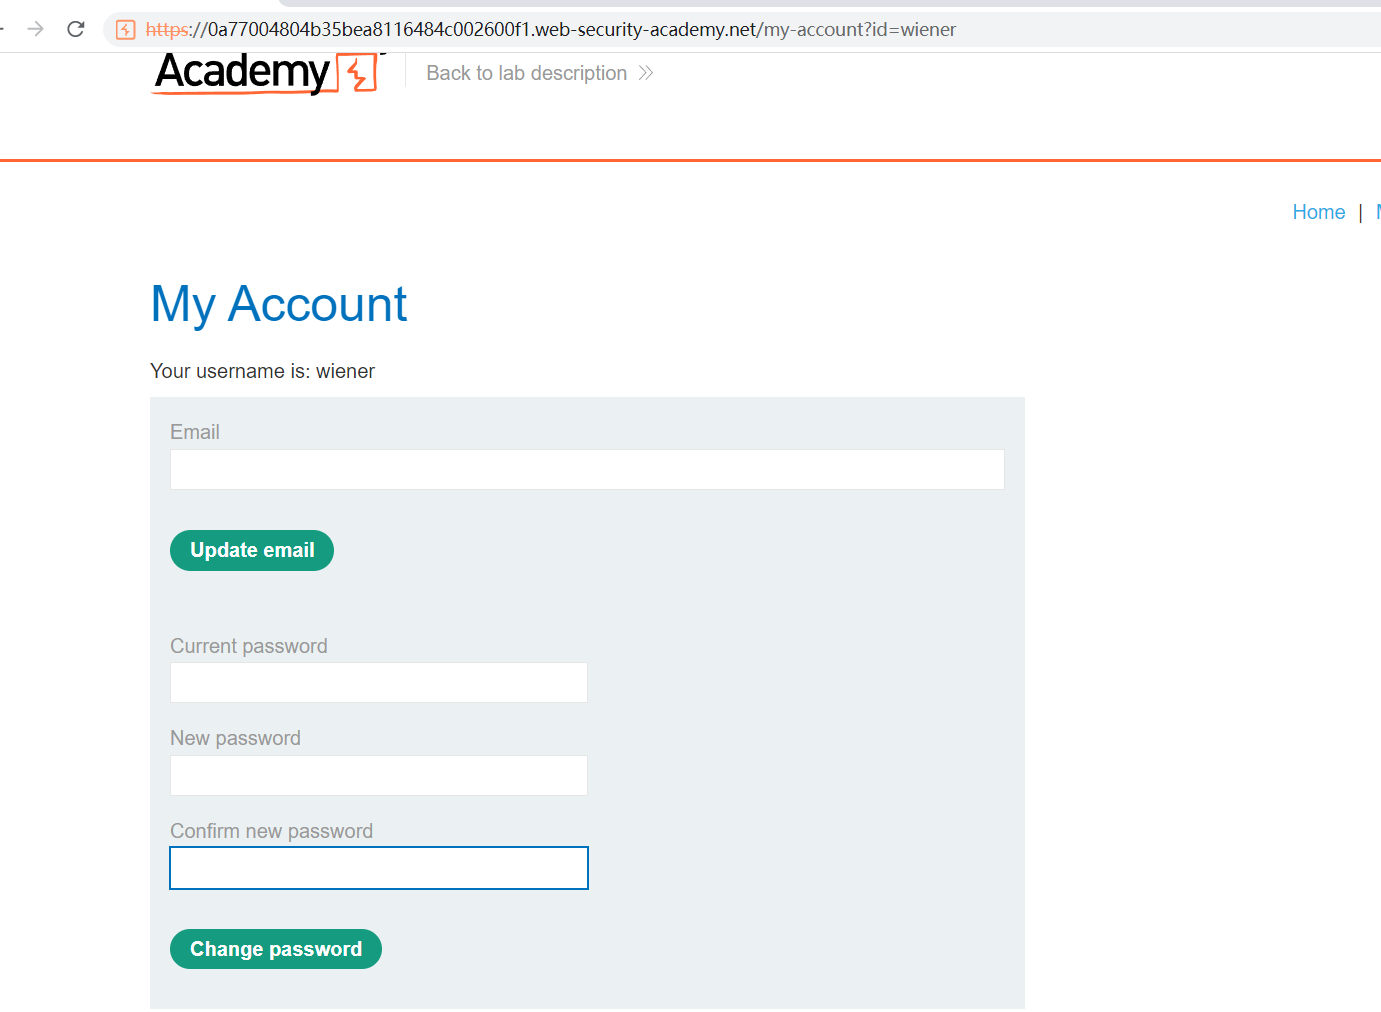 https://0a77004804b35bea8116484c002600f1.web-security-academy.net/my-account?id=wiener
Academy Back to lab description
Home |
My Account
Your username is: wiener
Email
Update email
Current password
New password
Confirm new password
Change password